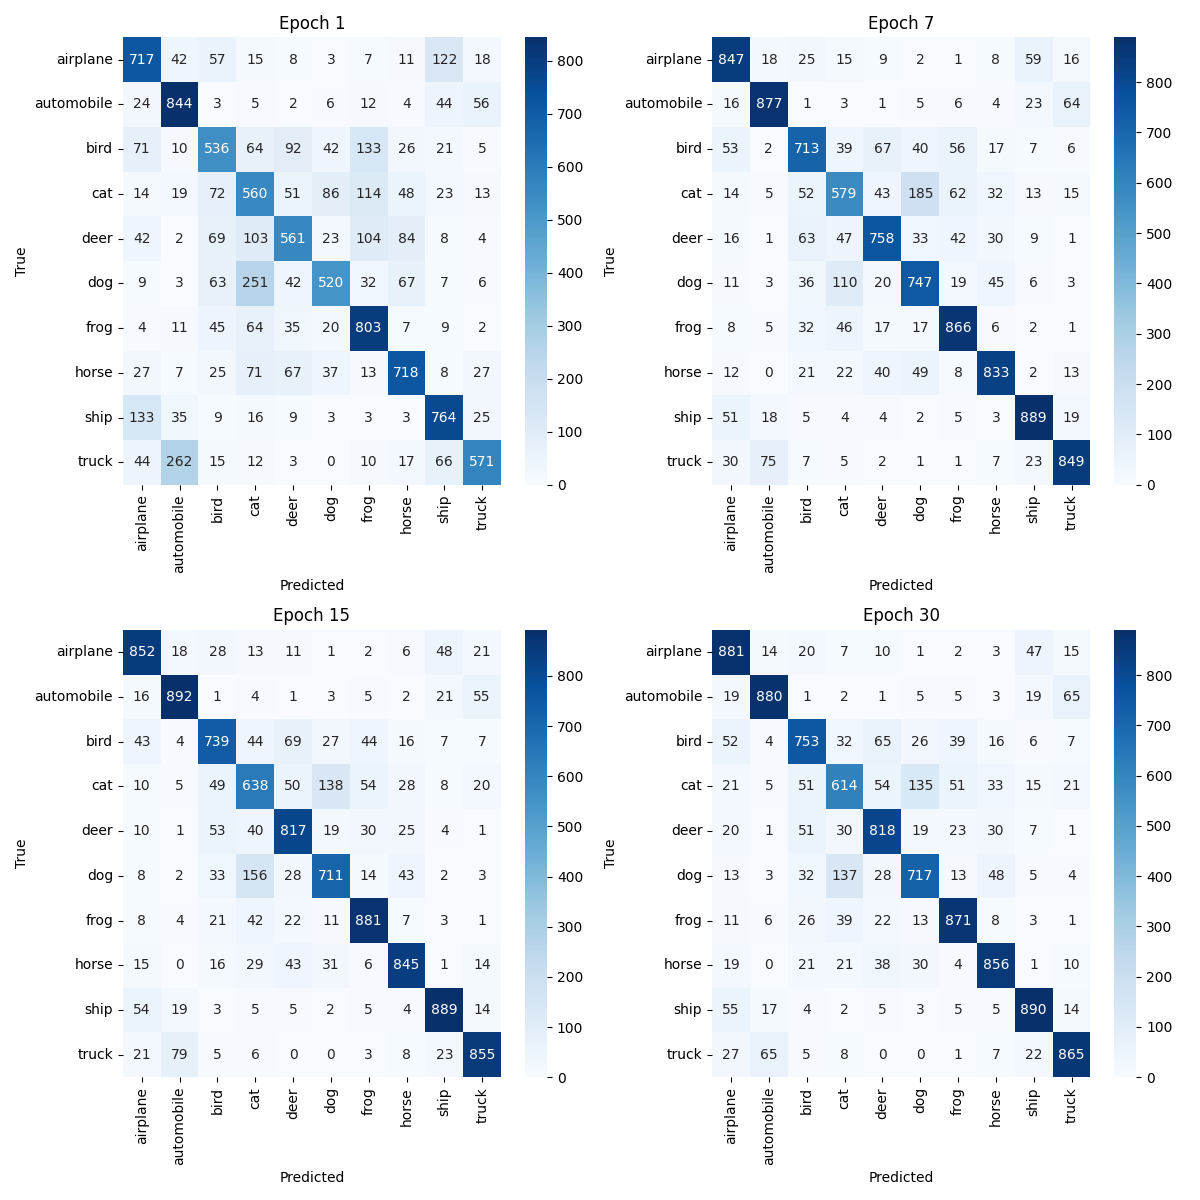 Epoch 1
airplane 717 42 57 15 8 3 7 11 122 18
automobile 24 844 3 5 2 6 12 4 44 56
bird 71 10 536 64 92 42 133 26 21 5
cat 14 19 72 560 51 86 114 48 23 13
deer 42 2 69 103 561 23 104 84 8 4
dog 9 3 63 251 42 520 32 67 7 6
frog 4 11 45 64 35 20 803 7 9 2
horse 27 7 25 71 67 37 13 718 8 27
ship 133 35 9 16 9 3 3 3 764 25
truck 44 262 15 12 3 0 10 17 66 571
airplane automobile bird cat deer dog frog horse ship truck
Predicted
True
800
700
600
500
400
300
200
100
0
Epoch 7
airplane 847 18 25 15 9 2 1 8 59 16
automobile 16 877 1 3 1 5 6 4 23 64
bird 53 2 713 39 67 40 56 17 7 6
cat 14 5 52 579 43 185 62 32 13 15
deer 16 1 63 47 758 33 42 30 9 1
dog 11 3 36 110 20 747 19 45 6 3
frog 8 5 32 46 17 17 866 6 2 1
horse 12 0 21 22 40 49 8 833 2 13
ship 51 18 5 4 4 2 5 3 889 19
truck 30 75 7 5 2 1 1 7 23 849
airplane automobile bird cat deer dog frog horse ship truck
Predicted
True
800
700
600
500
400
300
200
100
0
Epoch 15
airplane 852 18 28 13 11 1 2 6 48 21
automobile 16 892 1 4 1 3 5 2 21 55
bird 43 4 739 44 69 27 44 16 7 7
cat 10 5 49 638 50 138 54 28 8 20
deer 10 1 53 40 817 19 30 25 4 1
dog 8 2 33 156 28 711 14 43 2 3
frog 8 4 21 42 22 11 881 7 3 1
horse 15 0 16 29 43 31 6 845 1 14
ship 54 19 3 5 5 2 5 4 889 14
truck 21 79 5 6 0 0 3 8 23 855
airplane automobile bird cat deer dog frog horse ship truck
Predicted
True
800
700
600
500
400
300
200
100
0
Epoch 30
airplane 881 14 20 7 10 1 2 3 47 15
automobile 19 880 1 2 1 5 5 3 19 65
bird 52 4 753 32 65 26 39 16 6 7
cat 21 5 51 614 54 135 51 33 15 21
deer 20 1 51 30 818 19 23 30 7 1
dog 13 3 32 137 28 717 13 48 5 4
frog 11 6 26 39 22 13 871 8 3 1
horse 19 0 21 21 38 30 4 856 1 10
ship 55 17 4 2 5 3 5 5 890 14
truck 27 65 5 8 0 0 1 7 22 865
airplane automobile bird cat deer dog frog horse ship truck
Predicted
True
800
700
600
500
400
300
200
100
0